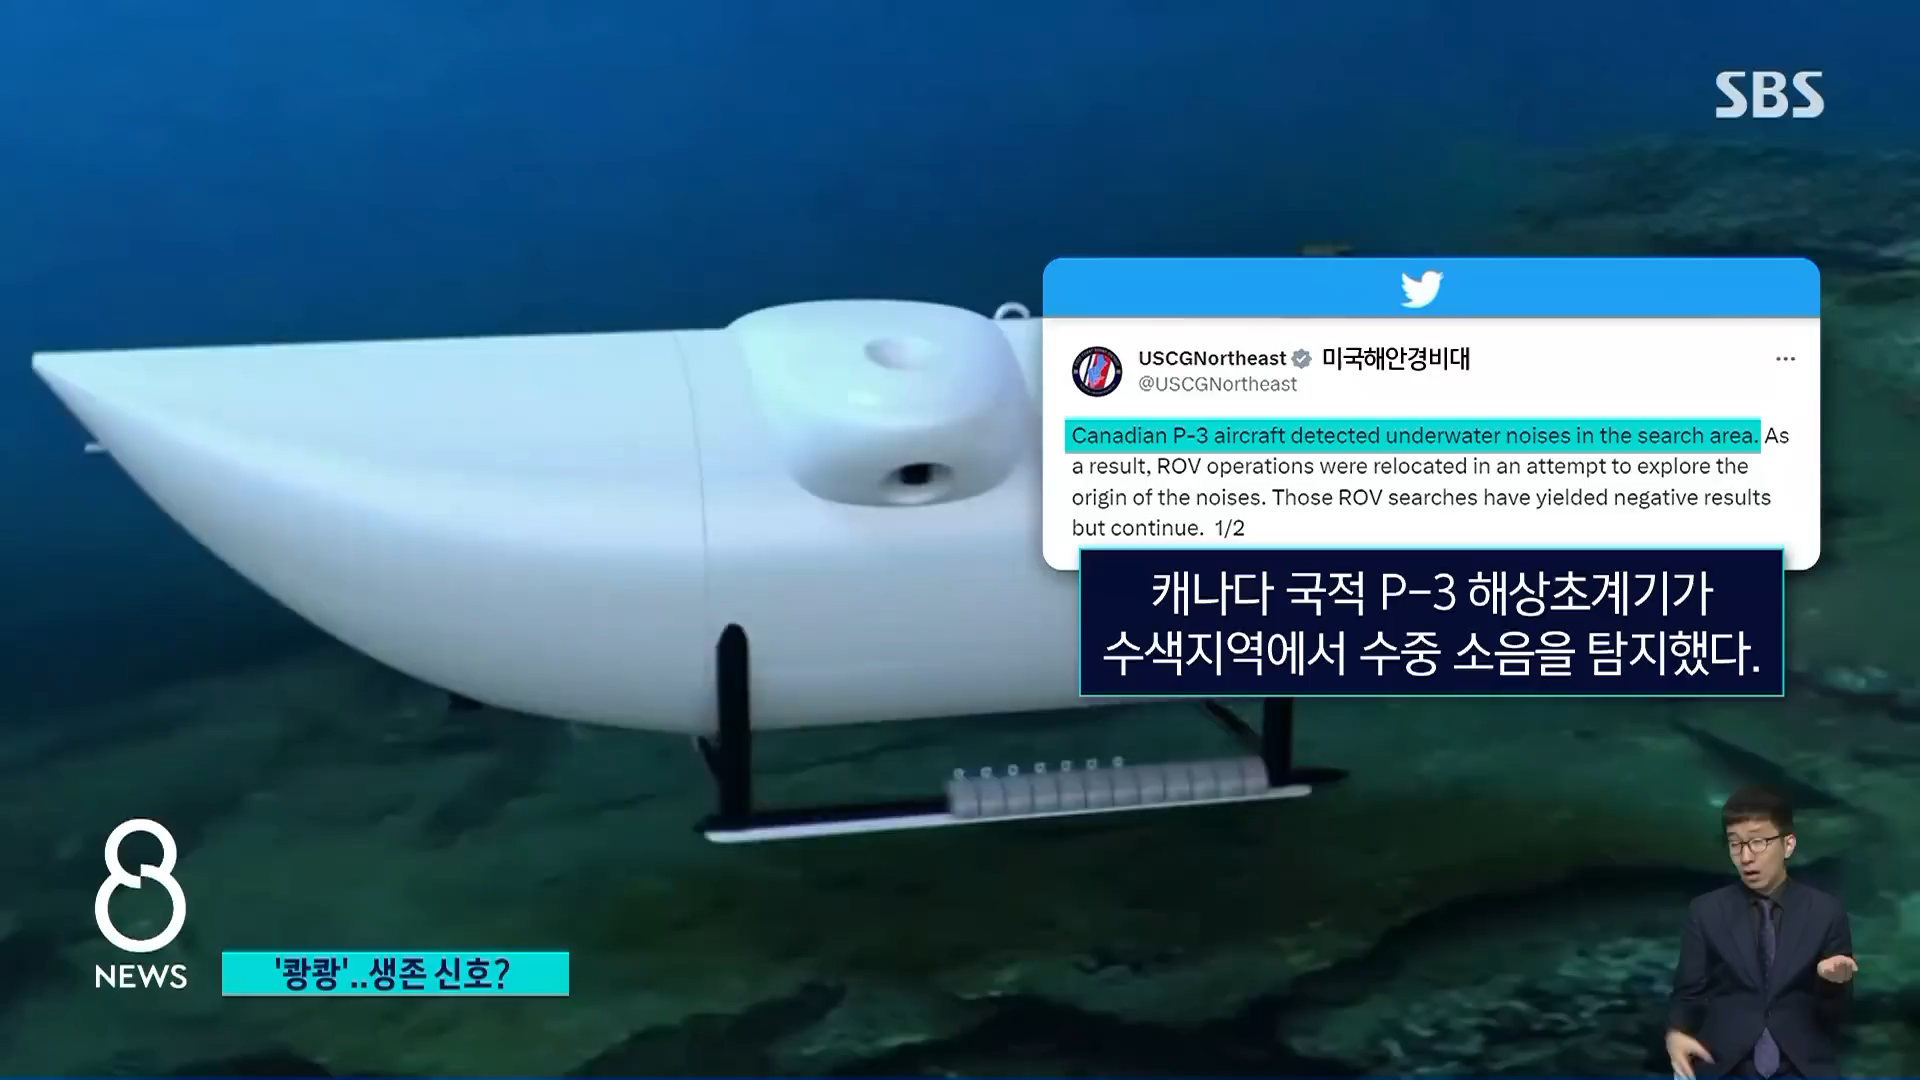 SBS
USCGNortheast 미국해안경비대
@USCGNortheast
Canadian P-3 aircraft detected underwater noises in the search area. As
a result, ROV operations were relocated in an attempt to explore the
origin of the noises. Those ROV searches have yielded negative results
but continue. 1/2
캐나다 국적 P-3 해상초계기가
수색지역에서 수중 소음을 탐지했다.
8
NEWS
'쾅쾅'..생존 신호?